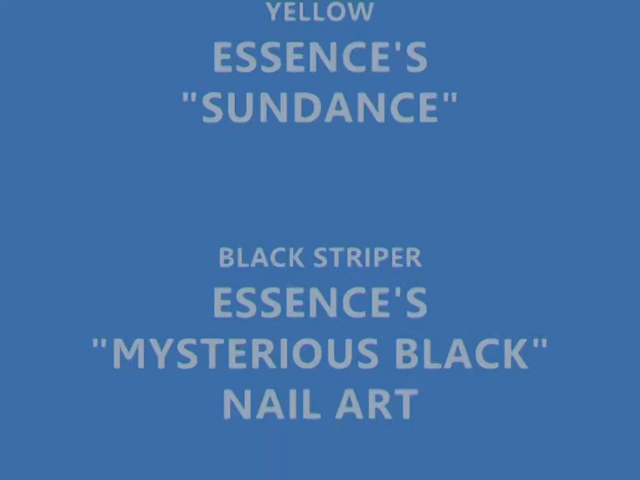 YELLOW
ESSENCE'S
"SUNDANCE"
BLACK STRIPER
ESSENCE'S
"MYSTERIOUS BLACK"
NAIL ART